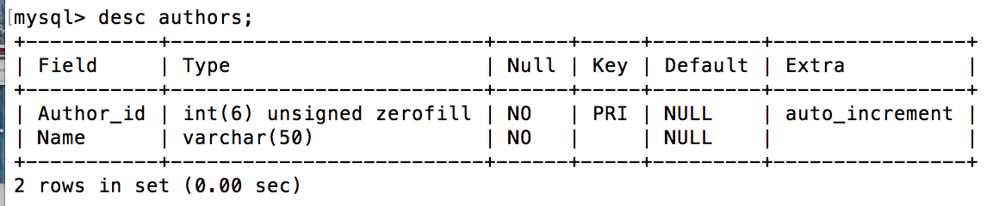 [mysql> desc authors;
+-----------+--------------------------+------+-----+---------+----------------+
| Field     | Type                     | Null | Key | Default | Extra          |
+-----------+--------------------------+------+-----+---------+----------------+
| Author_id | int(6) unsigned zerofill | NO   | PRI | NULL    | auto_increment |
| Name      | varchar(50)              | NO   |     | NULL    |                |
+-----------+--------------------------+------+-----+---------+----------------+
2 rows in set (0.00 sec)